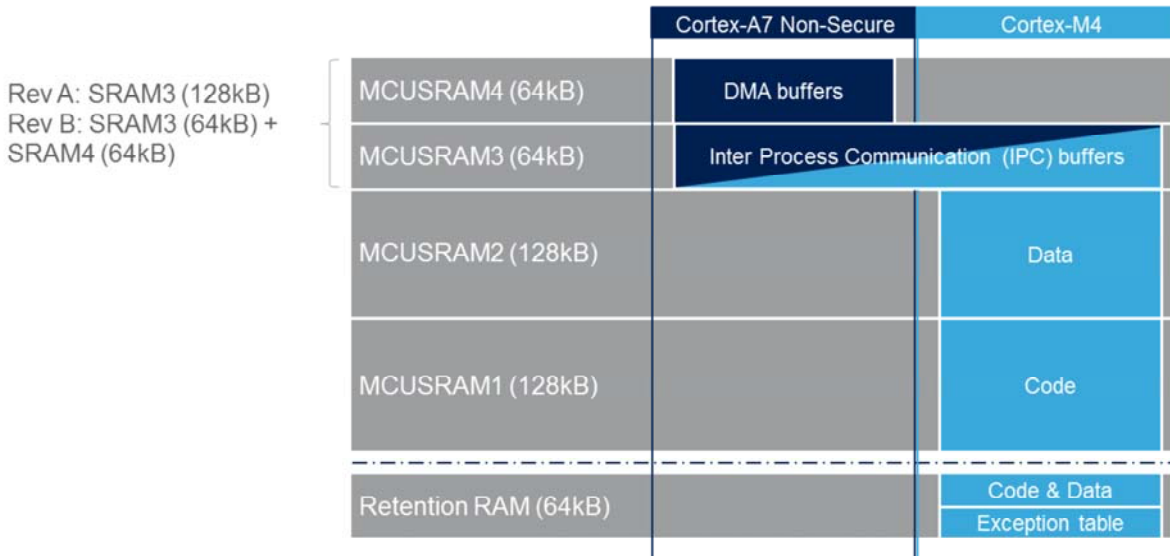 Cortex-A7 Non-Secure
Cortex-M4
Rev A: SRAM3 (128kB)
Rev B: SRAM3 (64kB) +
SRAM4 (64kB)
MCUSRAM4 (64kB)
DMA buffers
MCUSRAM3 (64kB)
Inter Process Communication (IPC) buffers
MCUSRAM2 (128kB)
Data
MCUSRAM1 (128kB)
Code
Retention RAM (64kB)
Code & Data
Exception table